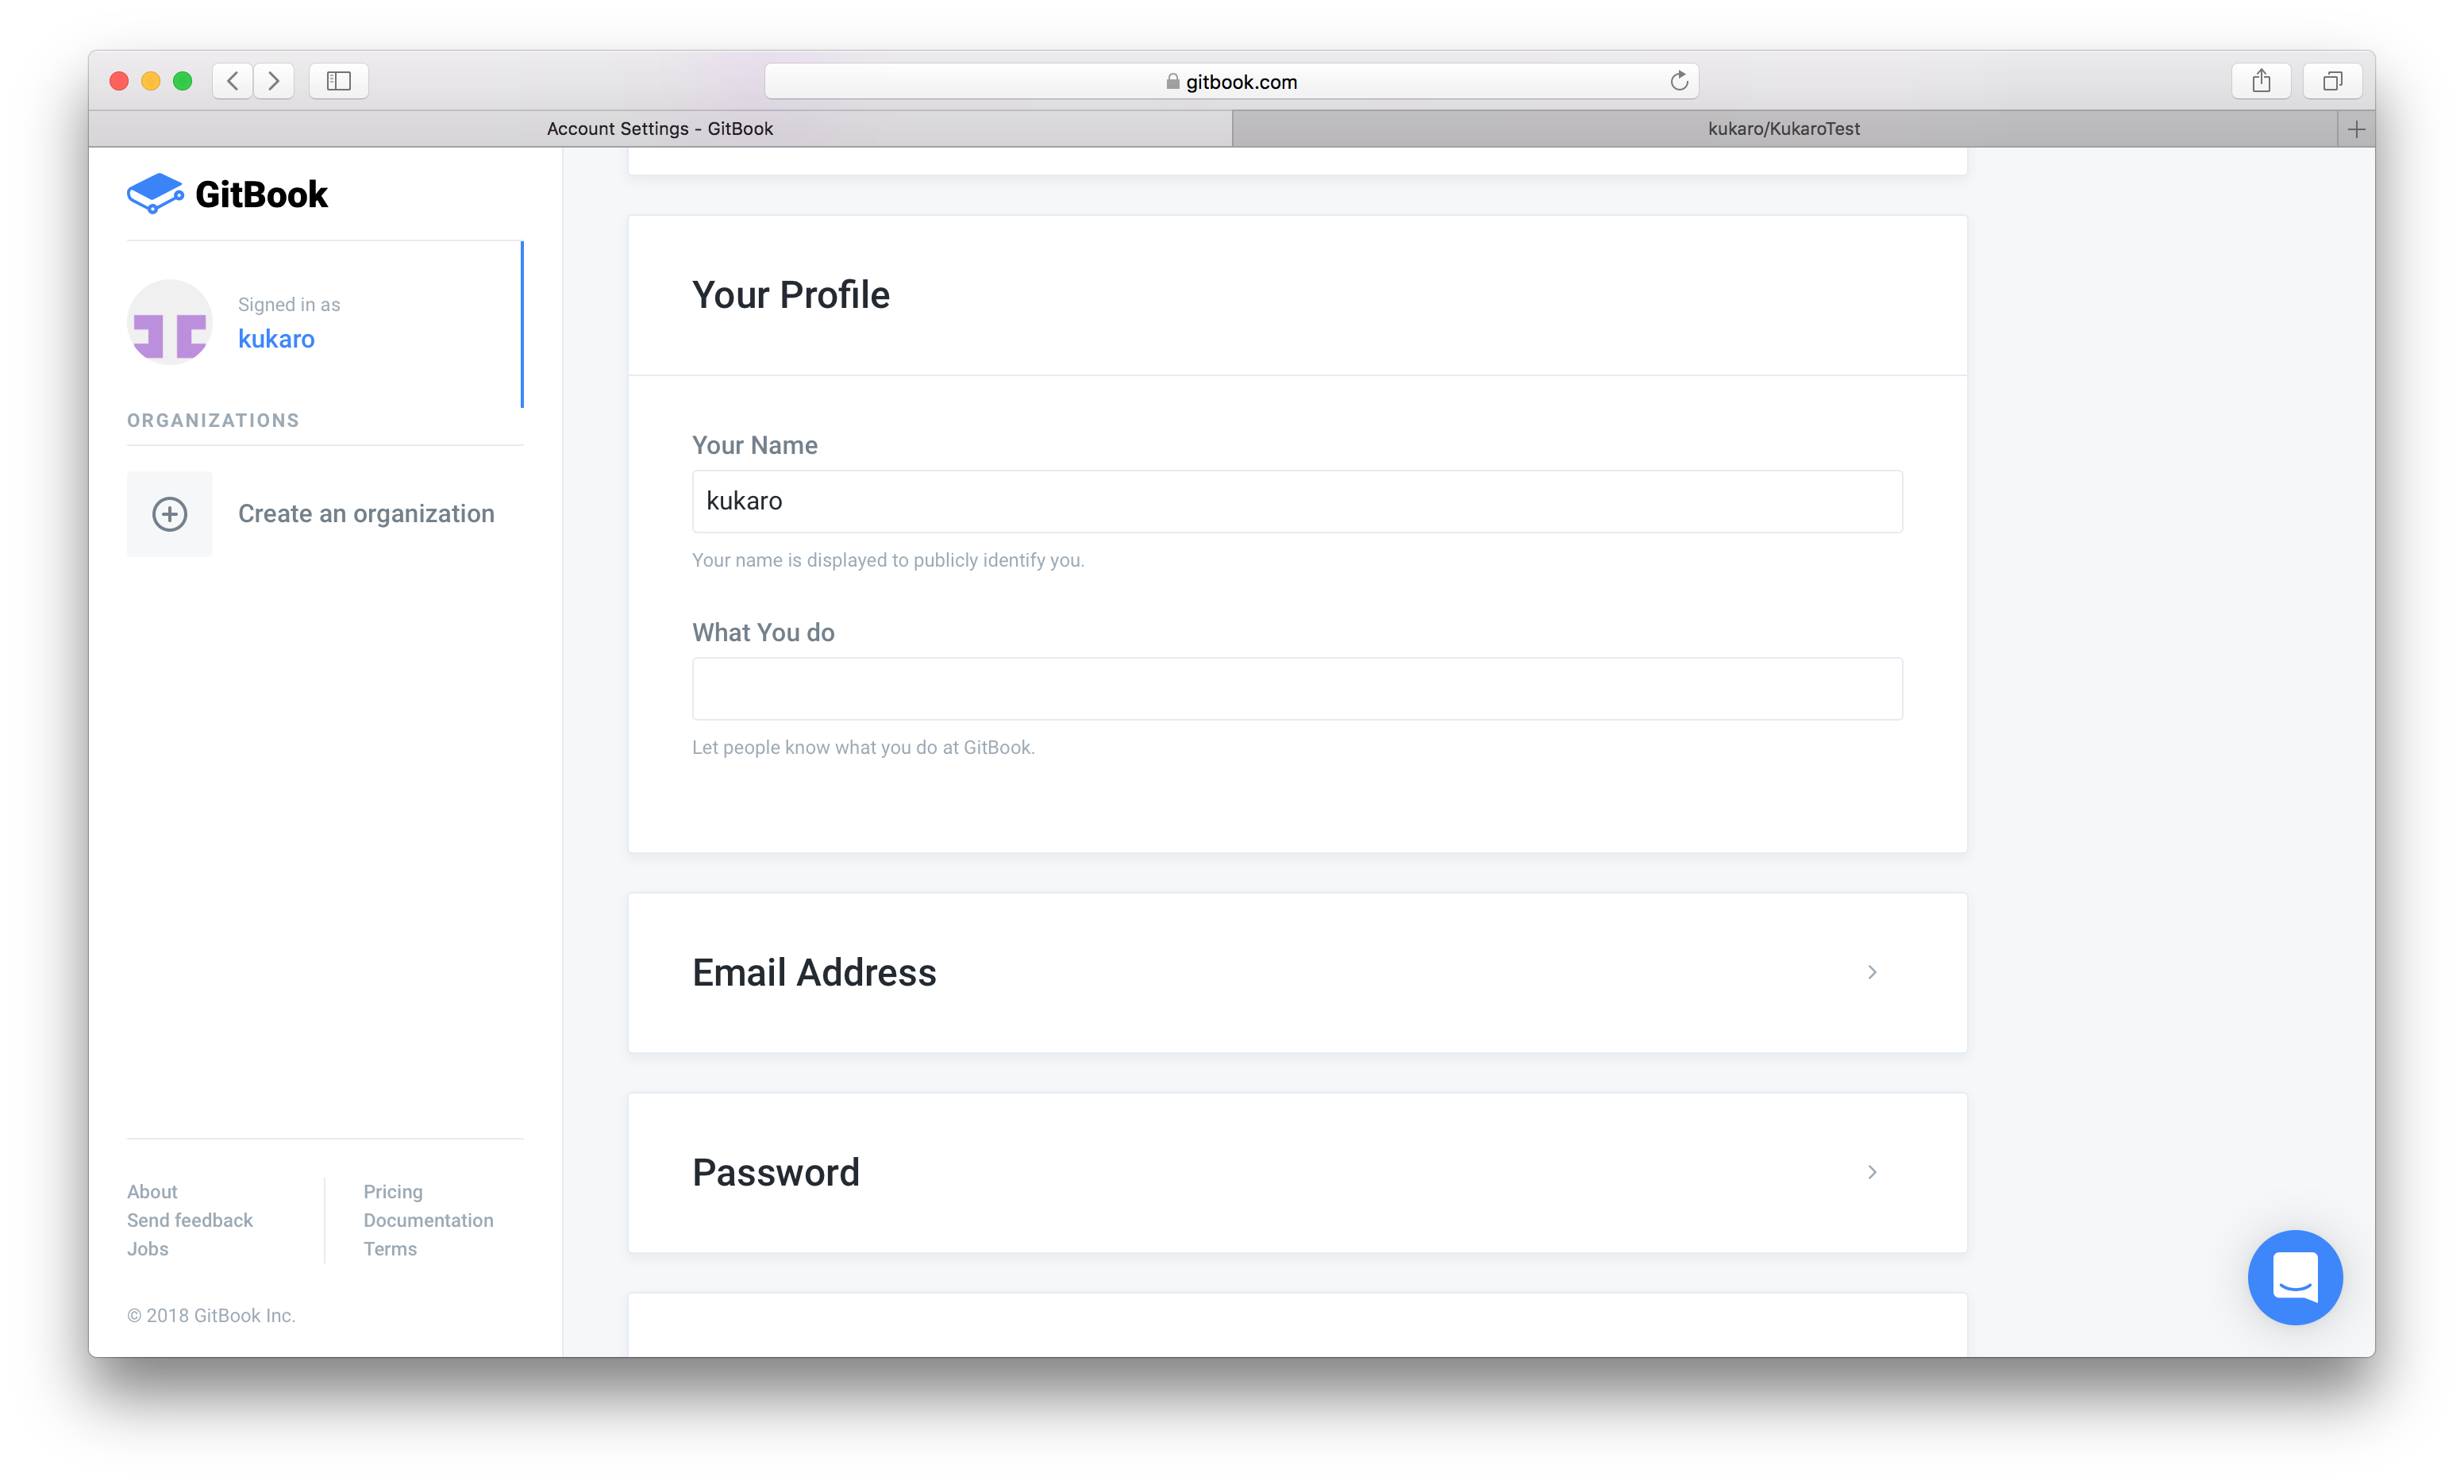 gitbook.com
Account Settings - GitBook
kukaro/KukaroTest
GitBook
Signed in as
kukaro
ORGANIZATIONS
Create an organization
Your Profile
Your Name
kukaro
Your name is displayed to publicly identify you.
What You do
Let people know what you do at GitBook.
Email Address
Password
About
Send feedback
Jobs
Pricing
Documentation
Terms
© 2018 GitBook Inc.